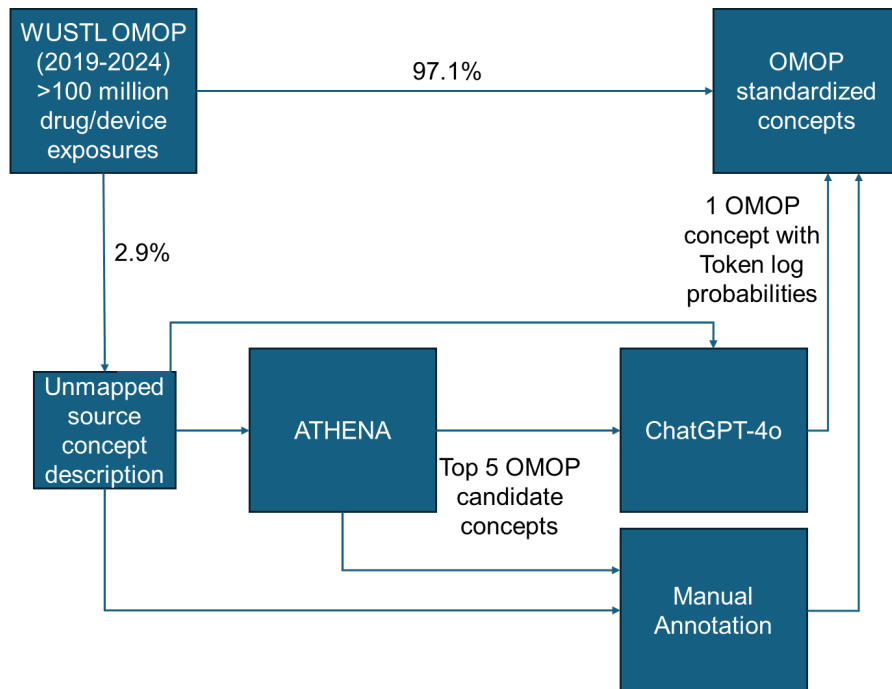 WUSTL OMOP
(2019-2024)
>100 million
drug/device
exposures
97.1%
OMOP
standardized
concepts
2.9%
1 OMOP
concept with
Token log
probabilities
Unmapped
source
concept
description
ATHENA
ChatGPT-4o
Top 5 OMOP
candidate
concepts
Manual
Annotation